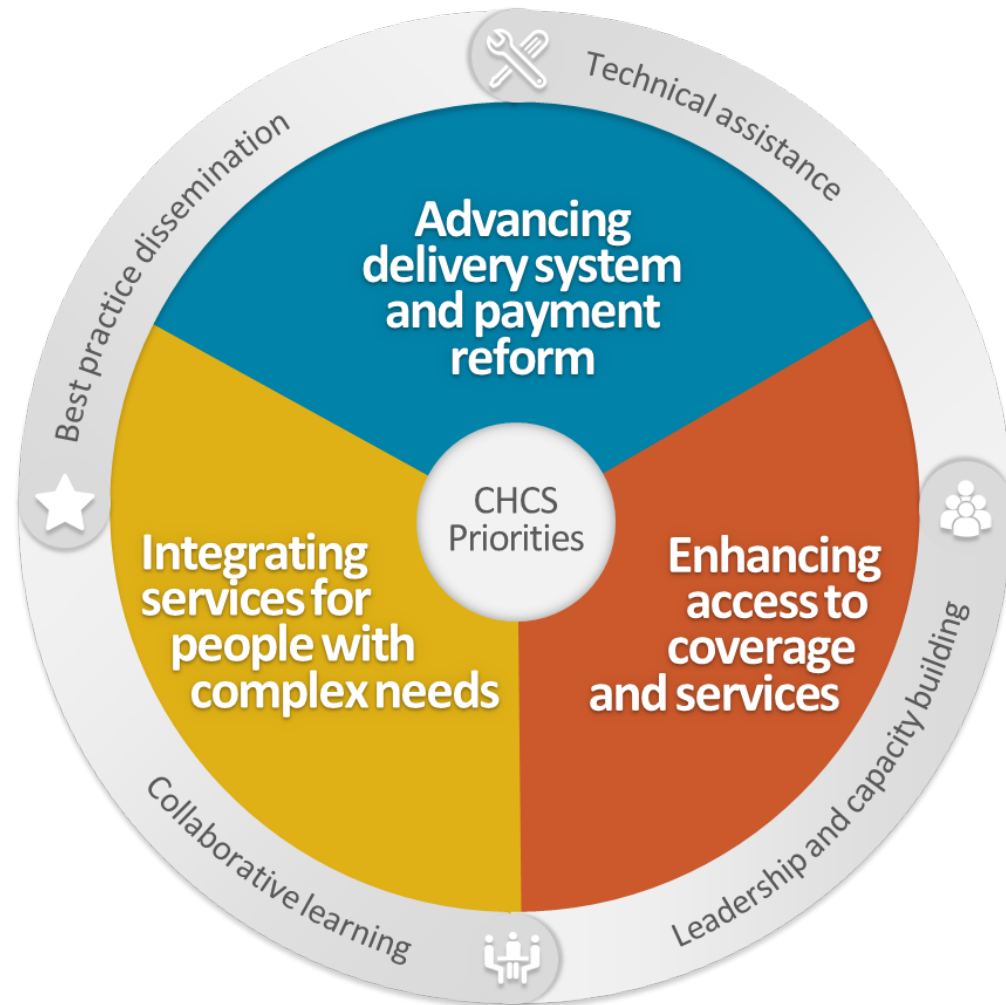 Technical assistance
Best practice dissemination
Advancing
delivery system
and payment
reform
CHCS
Priorities
Integrating
services for
people with
complex needs
Enhancing
access to
coverage
and services
Collaborative learning
Leadership and capacity building